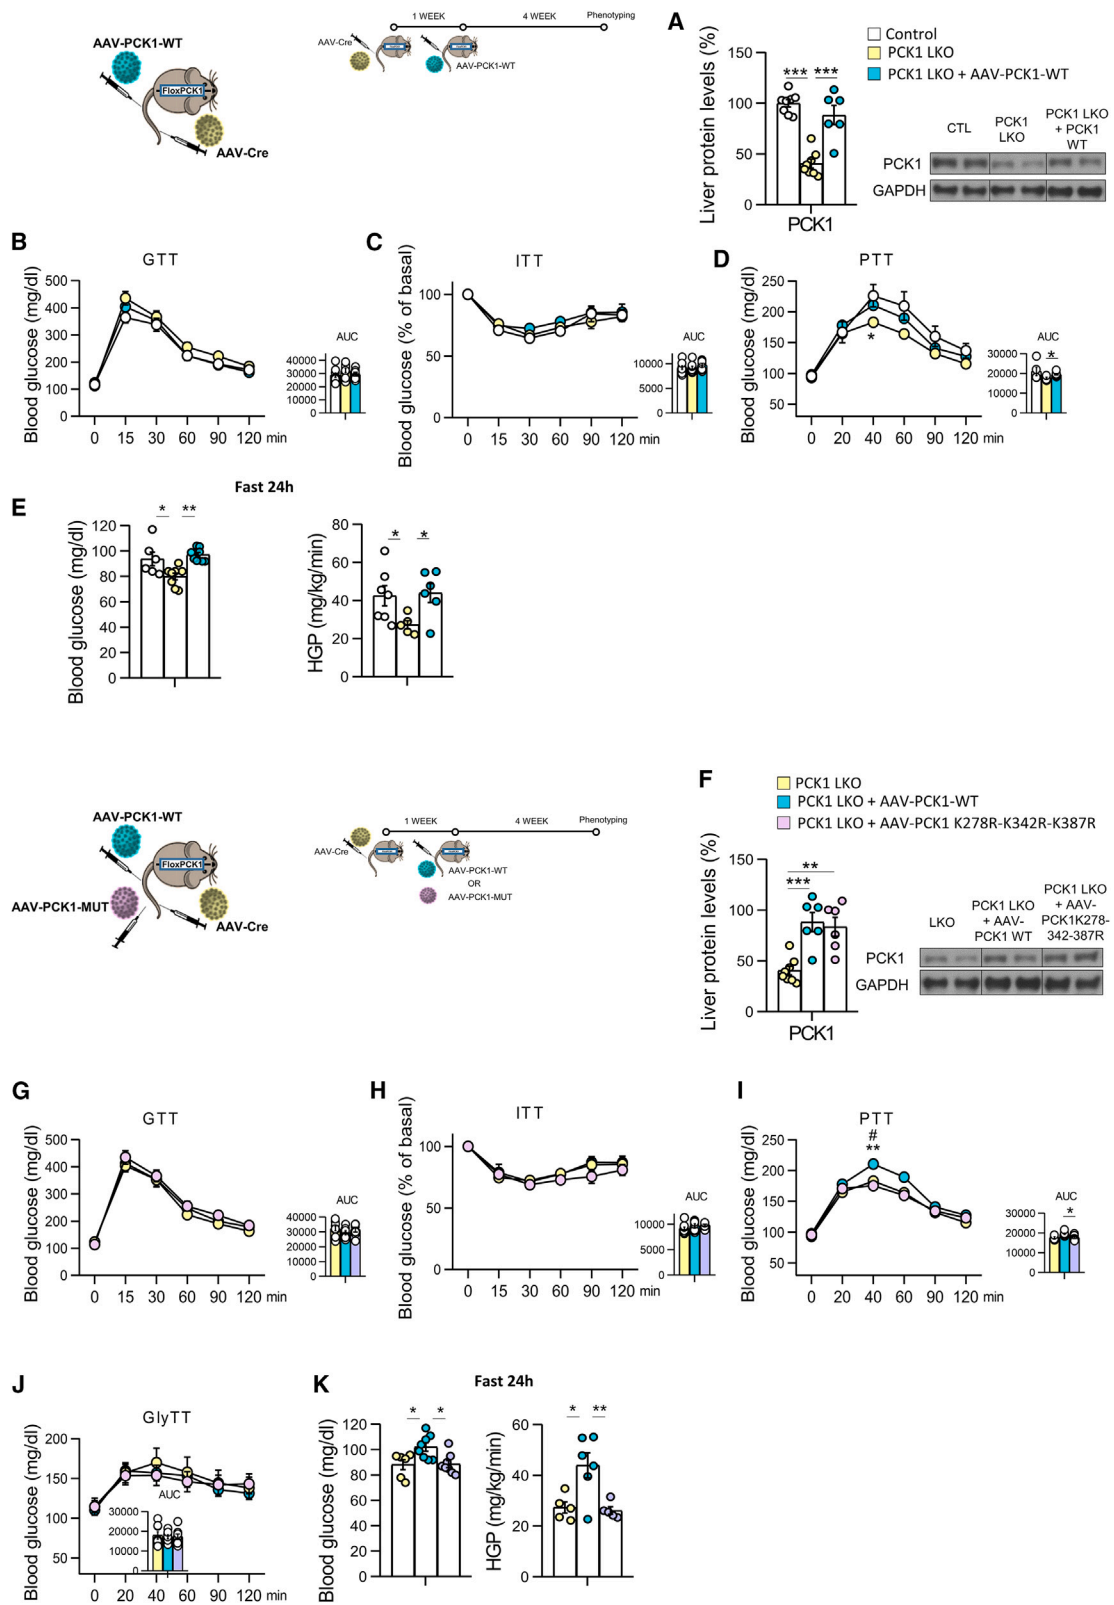 AAV-PCK1-WT
FloxPCK1
AAV-Cre
1 WEEK
4 WEEK
Phenotyping
AAV-Cre
AAV-PCK1-WT
A
Control
PCK1 LKO
PCK1 LKO + AAV-PCK1-WT
Liver protein levels (%)
150
100
50
0
*** ***
PCK1
CTL
PCK1 LKO
PCK1 LKO + PCK1 WT
PCK1
GAPDH
B
GTT
Blood glucose (mg/dl)
500
400
300
200
100
0
0 15 30 60 90 120 min
AUC
40000
30000
20000
10000
0
C
ITT
Blood glucose (% of basal)
100
50
0
0 15 30 60 90 120 min
AUC
10000
5000
0
D
PTT
Blood glucose (mg/dl)
250
200
150
100
50
*
0 20 40 60 90 120 min
AUC
*
30000
20000
10000
0
E
Fast 24h
Blood glucose (mg/dl)
120
100
80
60
40
20
0
* **
HGP (mg/kg/min)
80
60
40
20
0
* *
AAV-PCK1-WT
FloxPCK1
AAV-PCK1-MUT
AAV-Cre
1 WEEK
4 WEEK
Phenotyping
AAV-Cre
AAV-PCK1-WT
OR
AAV-PCK1-MUT
F
PCK1 LKO
PCK1 LKO + AAV-PCK1-WT
PCK1 LKO + AAV-PCK1 K278R-K342R-K387R
Liver protein levels (%)
150
100
50
0
**
***
PCK1
LKO
PCK1 LKO + AAV-PCK1 WT
PCK1 LKO + AAV-PCK1K278-342-387R
PCK1
GAPDH
G
GTT
Blood glucose (mg/dl)
500
400
300
200
100
0
0 15 30 60 90 120 min
AUC
40000
30000
20000
10000
0
H
ITT
Blood glucose (% of basal)
100
50
0
0 15 30 60 90 120 min
AUC
10000
5000
0
I
PTT
#
**
Blood glucose (mg/dl)
250
200
150
100
50
0 20 40 60 90 120 min
AUC
*
30000
20000
10000
0
J
GlyTT
Blood glucose (mg/dl)
200
150
100
50
0 20 40 60 90 120 min
AUC
30000
20000
10000
0
K
Fast 24h
Blood glucose (mg/dl)
120
100
80
60
40
20
0
* *
HGP (mg/kg/min)
60
40
20
0
* **